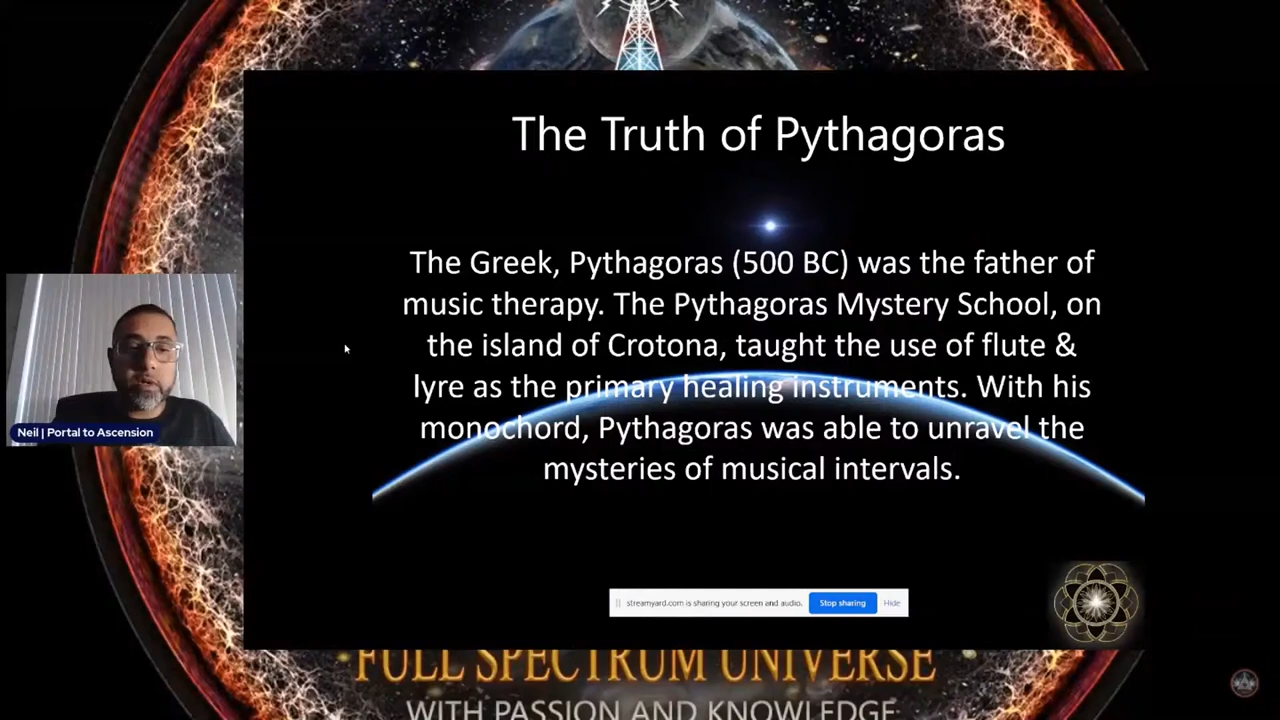 The Truth of Pythagoras
The Greek, Pythagoras (500 BC) was the father of
music therapy. The Pythagoras Mystery School, on
the island of Crotona, taught the use of flute &
lyre as the primary healing instruments. With his
monochord, Pythagoras was able to unravel the
mysteries of musical intervals.
Neil | Portal to Ascension
streamyard.com is sharing your screen and audio. Stop sharing Hide
FULL SPECTRUM UNIVERSE
WITH PASSION AND KNOWLEDGE